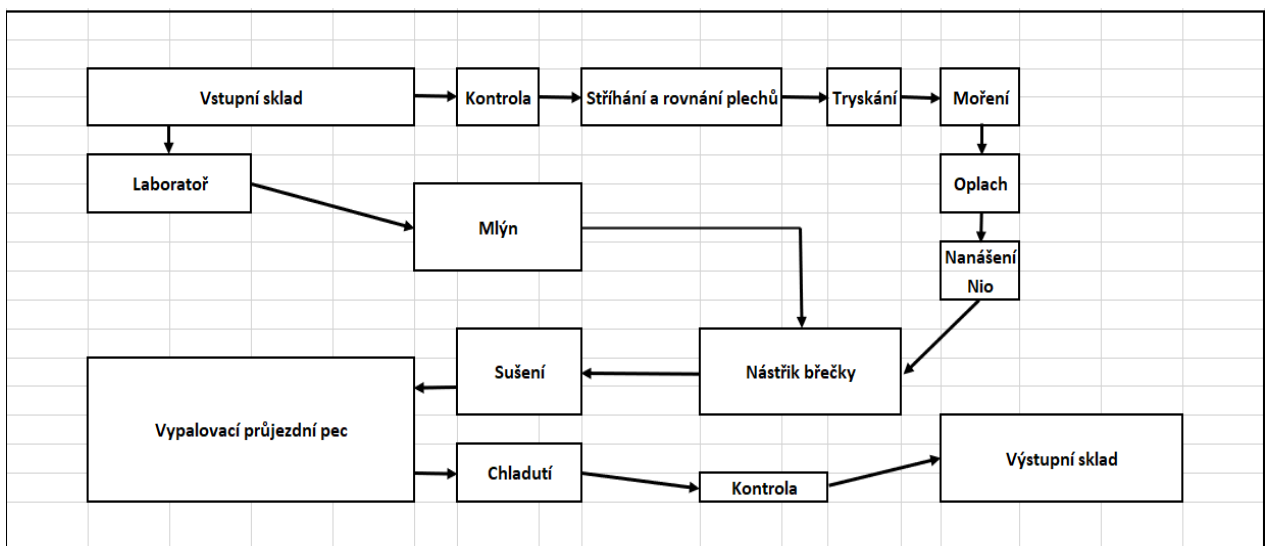 Vstupní sklad
Kontrola
Stříhání a rovnání plechů
Tryskání
Moření
Laboratoř
Oplach
Mlýn
Nanášení
Nio
Sušení
Nástřik břečky
Vypalovací průjezdní pec
Chladutí
Kontrola
Výstupní sklad